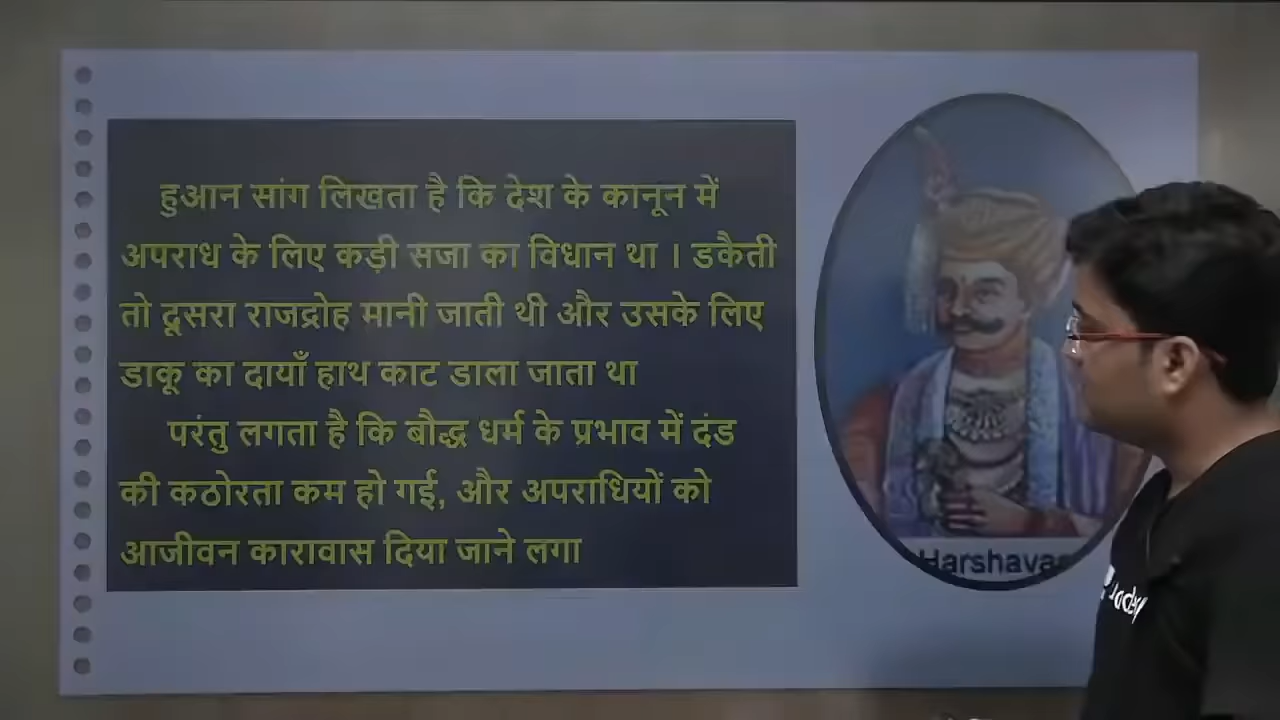 हुआन सांग लिखता है कि देश के कानून में
अपराध के लिए कड़ी सजा का विधान था । डकैती
तो दूसरा राजद्रोह मानी जाती थी और उसके लिए
डाकू का दायाँ हाथ काट डाला जाता था
परंतु लगता है कि बौद्ध धर्म के प्रभाव में दंड
की कठोरता कम हो गई, और अपराधियों को
आजीवन कारावास दिया जाने लगा